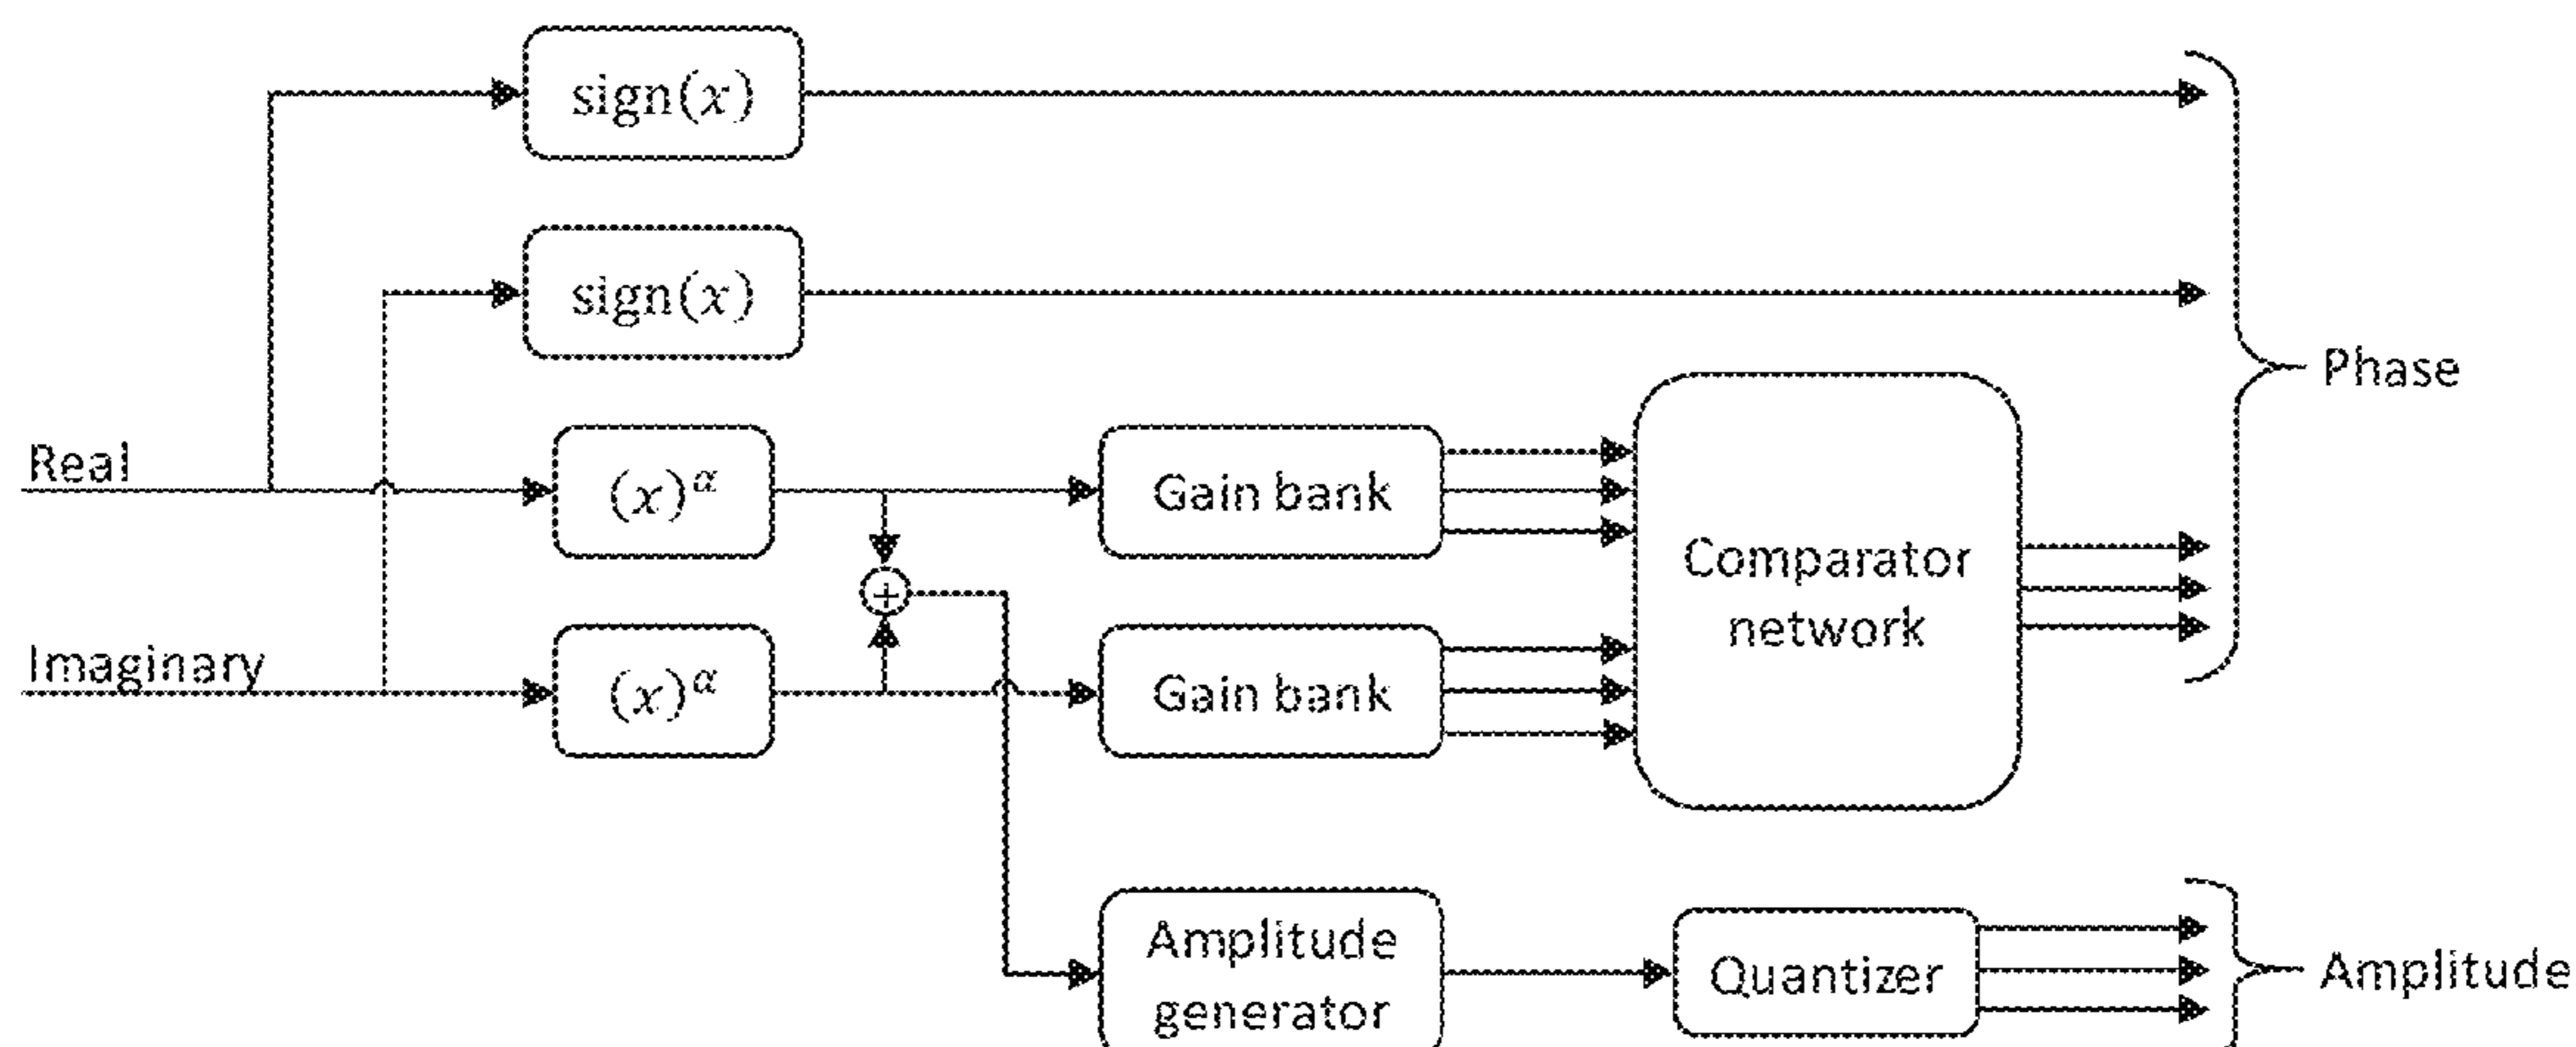 sign(x)
sign(x)
Phase
Real
(x)^α
Gain bank
Comparator
network
Imaginary
(x)^α
Gain bank
+
Amplitude
generator
Quantizer
Amplitude